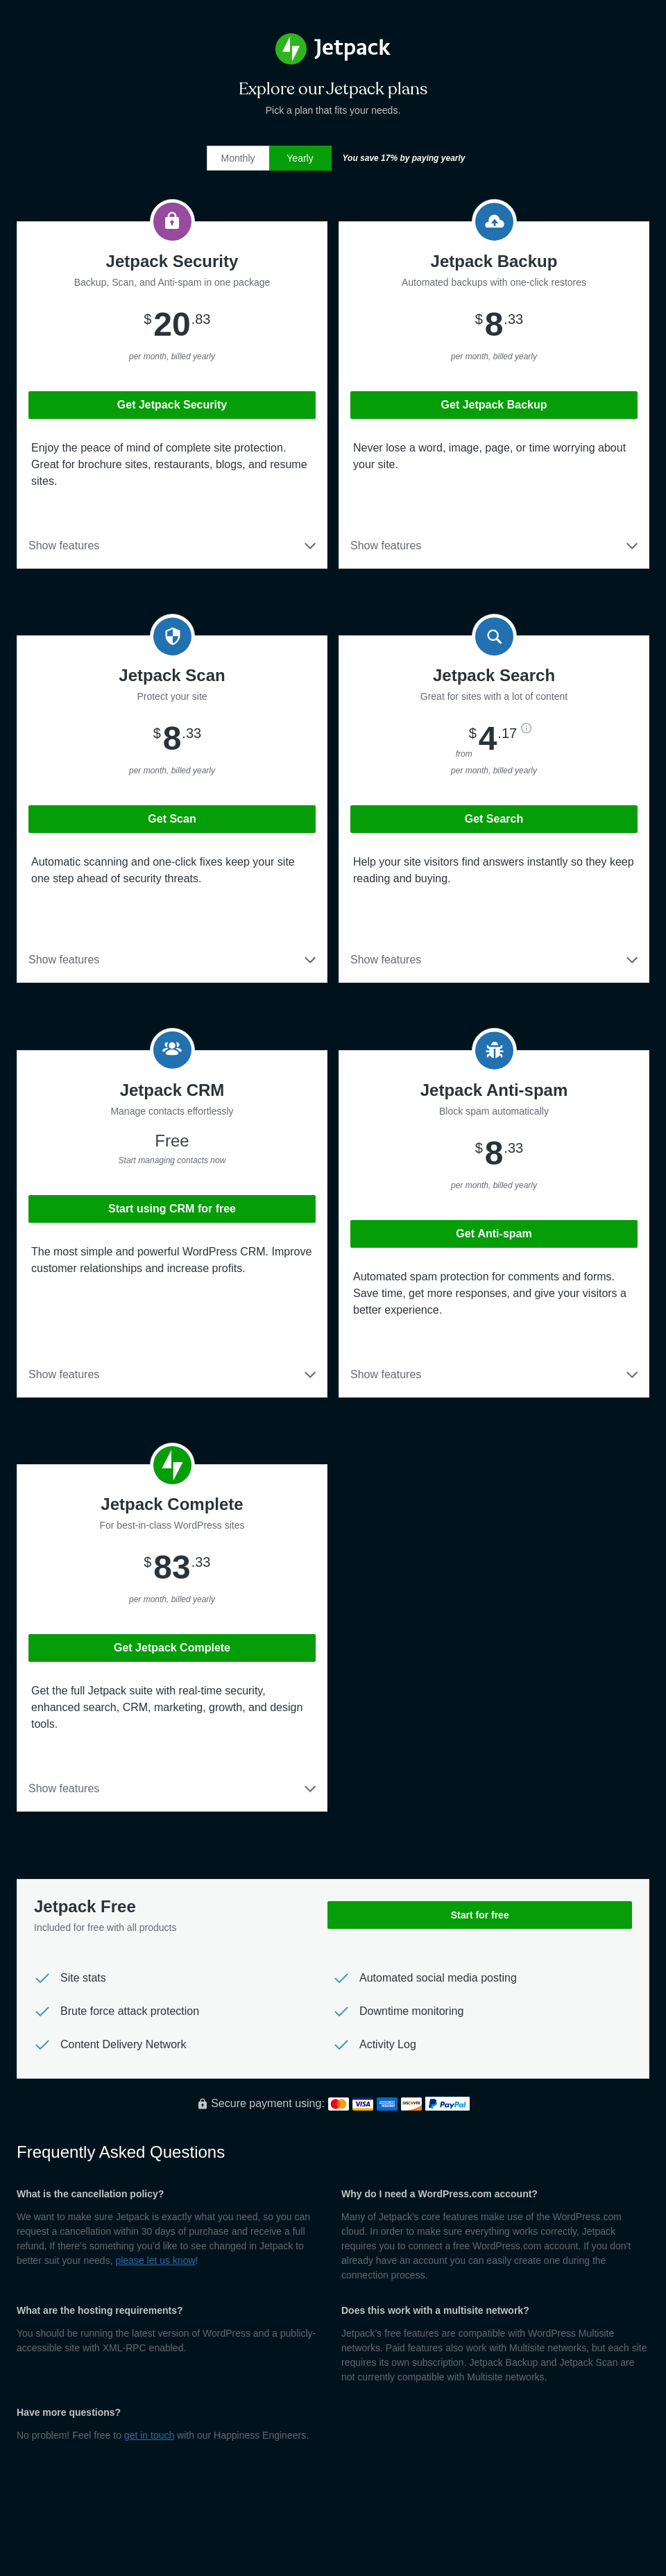 Jetpack
Explore our Jetpack plans
Pick a plan that fits your needs.
Monthly
Yearly
You save 17% by paying yearly
Jetpack Security
Backup, Scan, and Anti-spam in one package
$20.83
per month, billed yearly
Get Jetpack Security
Enjoy the peace of mind of complete site protection.
Great for brochure sites, restaurants, blogs, and resume
sites.
Show features
Jetpack Backup
Automated backups with one-click restores
$8.33
per month, billed yearly
Get Jetpack Backup
Never lose a word, image, page, or time worrying about
your site.
Show features
Jetpack Scan
Protect your site
$8.33
per month, billed yearly
Get Scan
Automatic scanning and one-click fixes keep your site
one step ahead of security threats.
Show features
Jetpack Search
Great for sites with a lot of content
from $4.17
per month, billed yearly
Get Search
Help your site visitors find answers instantly so they keep
reading and buying.
Show features
Jetpack CRM
Manage contacts effortlessly
Free
Start managing contacts now
Start using CRM for free
The most simple and powerful WordPress CRM. Improve
customer relationships and increase profits.
Show features
Jetpack Anti-spam
Block spam automatically
$8.33
per month, billed yearly
Get Anti-spam
Automated spam protection for comments and forms.
Save time, get more responses, and give your visitors a
better experience.
Show features
Jetpack Complete
For best-in-class WordPress sites
$83.33
per month, billed yearly
Get Jetpack Complete
Get the full Jetpack suite with real-time security,
enhanced search, CRM, marketing, growth, and design
tools.
Show features
Jetpack Free
Included for free with all products
Start for free
Site stats
Automated social media posting
Brute force attack protection
Downtime monitoring
Content Delivery Network
Activity Log
Secure payment using:
VISA
DISCOVER
PayPal
Frequently Asked Questions
What is the cancellation policy?
We want to make sure Jetpack is exactly what you need, so you can
request a cancellation within 30 days of purchase and receive a full
refund. If there's something you'd like to see changed in Jetpack to
better suit your needs, please let us know!
Why do I need a WordPress.com account?
Many of Jetpack's core features make use of the WordPress.com
cloud. In order to make sure everything works correctly, Jetpack
requires you to connect a free WordPress.com account. If you don't
already have an account you can easily create one during the
connection process.
What are the hosting requirements?
You should be running the latest version of WordPress and a publicly-
accessible site with XML-RPC enabled.
Does this work with a multisite network?
Jetpack's free features are compatible with WordPress Multisite
networks. Paid features also work with Multisite networks, but each site
requires its own subscription. Jetpack Backup and Jetpack Scan are
not currently compatible with Multisite networks.
Have more questions?
No problem! Feel free to get in touch with our Happiness Engineers.